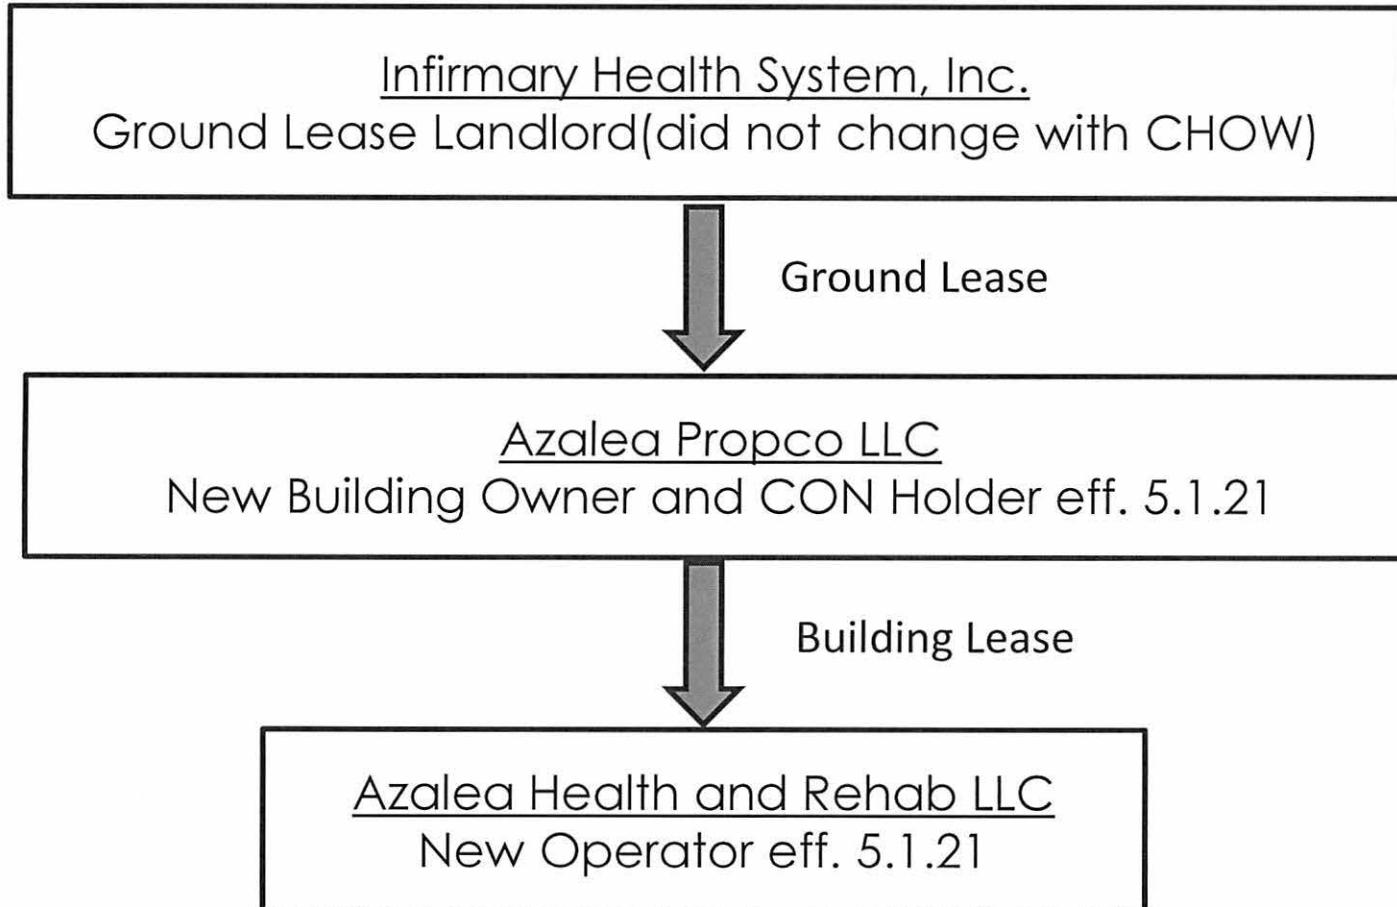 Infirmary Health System, Inc.
Ground Lease Landlord(did not change with CHOW)
Ground Lease
Azalea Propco LLC
New Building Owner and CON Holder eff. 5.1.21
Building Lease
Azalea Health and Rehab LLC
New Operator eff. 5.1.21